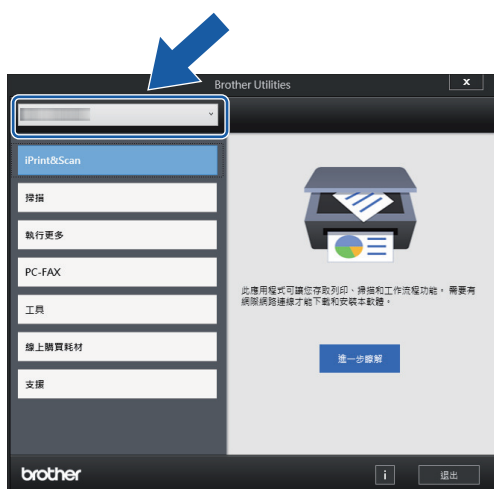 Brother Utilities
X
iPrint&Scan
掃描
執行更多
PC-FAX
工具
線上購買耗材
支援
此應用程式可讓您存取列印、掃描和工作流程功能。 需要有
網際網路連線才能下載和安裝本軟體。
進一步瞭解
brother
i
退出